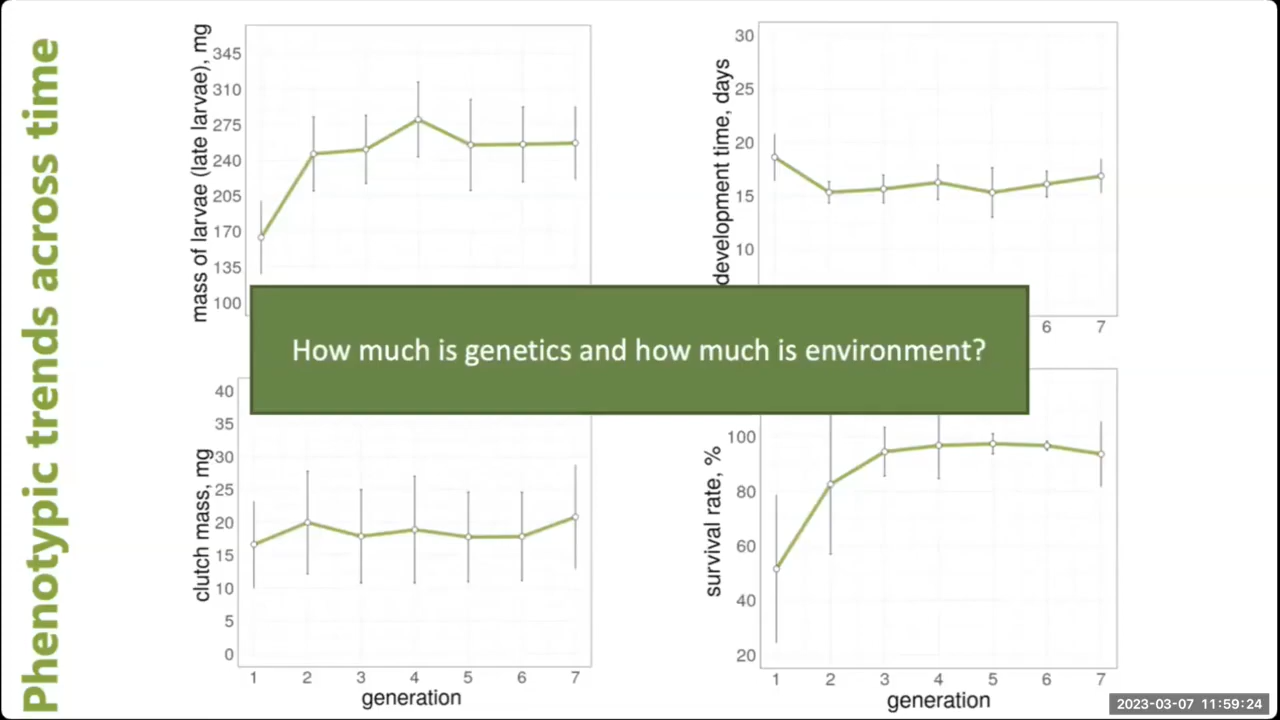 Phenotypic trends across time
mass of larvae (late larvae), mg
345
310
275
240
205
170
135
100
development time, days
30
25
20
15
10
6 7
How much is genetics and how much is environment?
clutch mass, mg
40
35
30
25
20
15
10
5
0
1 2 3 4 5 6 7
generation
survival rate, %
100
80
60
40
20
1 2 3 4 5 6 7
generation
2023-03-07 11:59:24